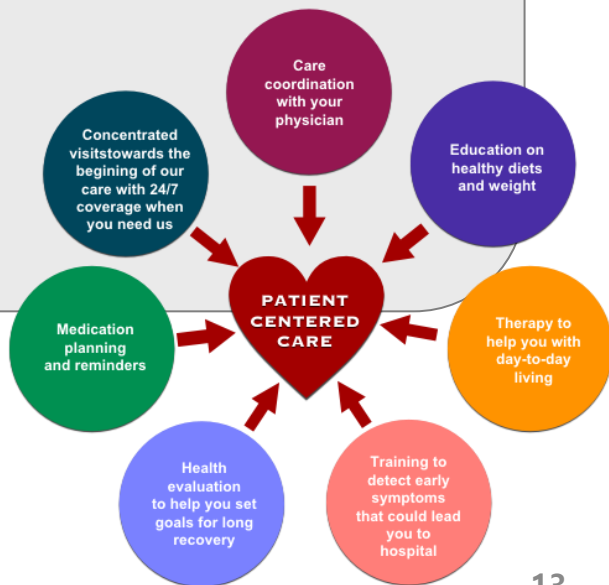 Care
coordination
with your
physician
Concentrated
visitstowards the
begining of our
care with 24/7
coverage when
you need us
Education on
healthy diets
and weight
PATIENT
CENTERED
CARE
Medication
planning
and reminders
Therapy to
help you with
day-to-day
living
Health
evaluation
to help you set
goals for long
recovery
Training to
detect early
symptoms
that could lead
you to
hospital
13